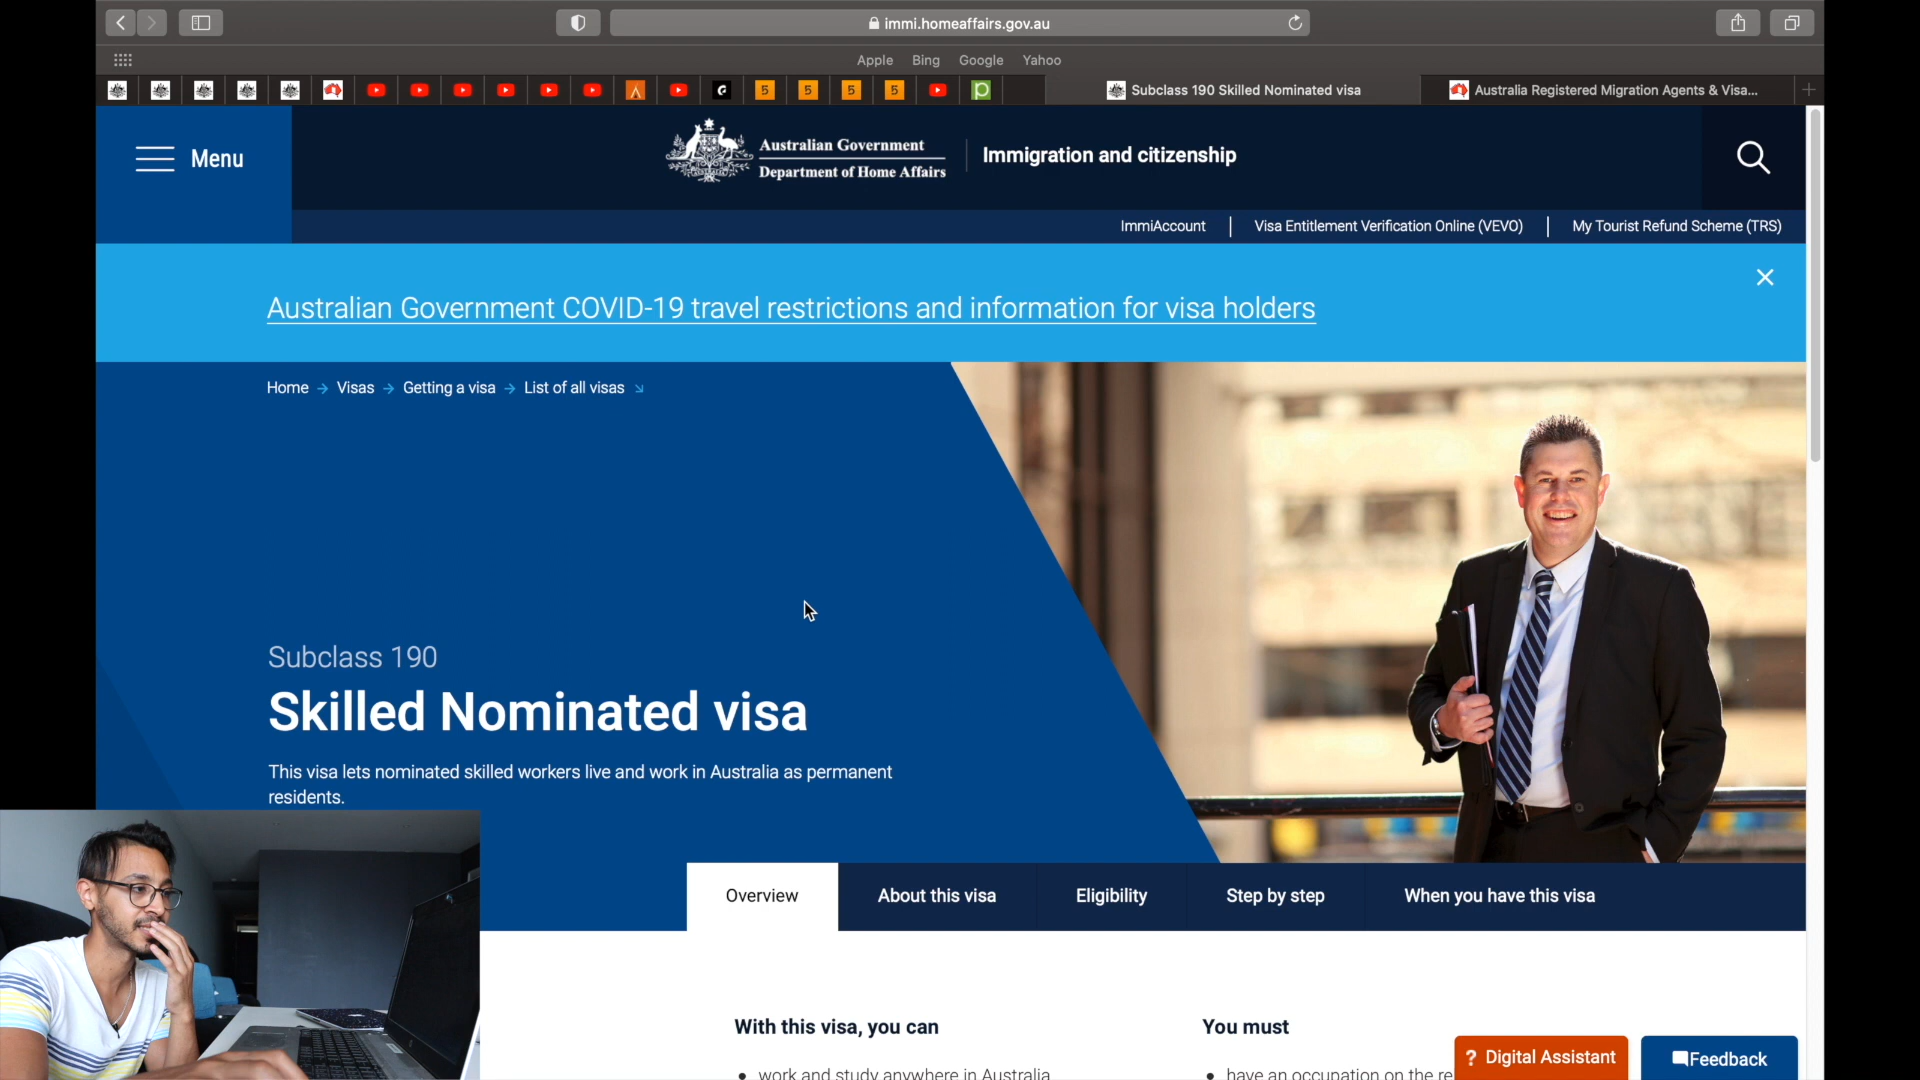 immi.homeaffairs.gov.au
Apple Bing Google Yahoo
5 5 5 5
Subclass 190 Skilled Nominated visa
Australia Registered Migration Agents & Visa...
Menu
Australian Government
Department of Home Affairs
Immigration and citizenship
ImmiAccount
Visa Entitlement Verification Online (VEVO)
My Tourist Refund Scheme (TRS)
Australian Government COVID-19 travel restrictions and information for visa holders
Home → Visas → Getting a visa → List of all visas
Subclass 190
Skilled Nominated visa
This visa lets nominated skilled workers live and work in Australia as permanent
residents.
Overview
About this visa
Eligibility
Step by step
When you have this visa
With this visa, you can
• work and study anywhere in Australia
You must
• have an occupation on the re
? Digital Assistant
Feedback